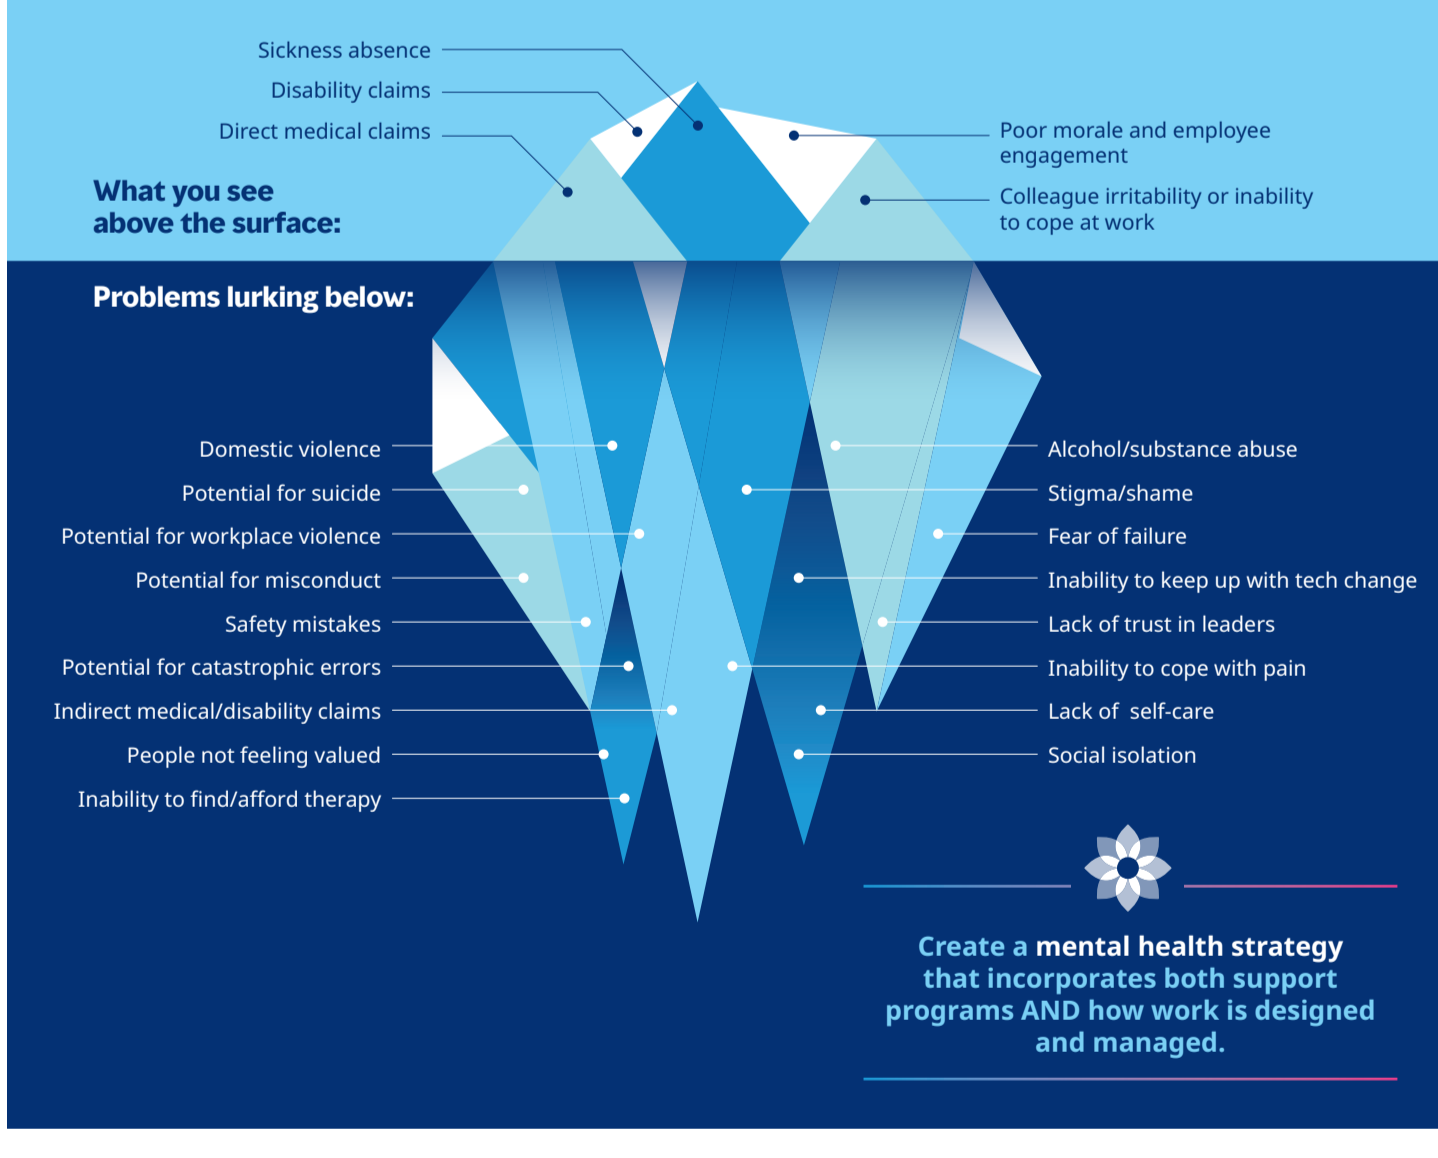 Sickness absence
Disability claims
Direct medical claims
What you see
above the surface:
Poor morale and employee
engagement
Colleague irritability or inability
to cope at work
Problems lurking below:
Domestic violence
Potential for suicide
Potential for workplace violence
Potential for misconduct
Safety mistakes
Potential for catastrophic errors
Indirect medical/disability claims
People not feeling valued
Inability to find/afford therapy
Alcohol/substance abuse
Stigma/shame
Fear of failure
Inability to keep up with tech change
Lack of trust in leaders
Inability to cope with pain
Lack of  self-care
Social isolation
Create a mental health strategy
that incorporates both support
programs AND how work is designed
and managed.